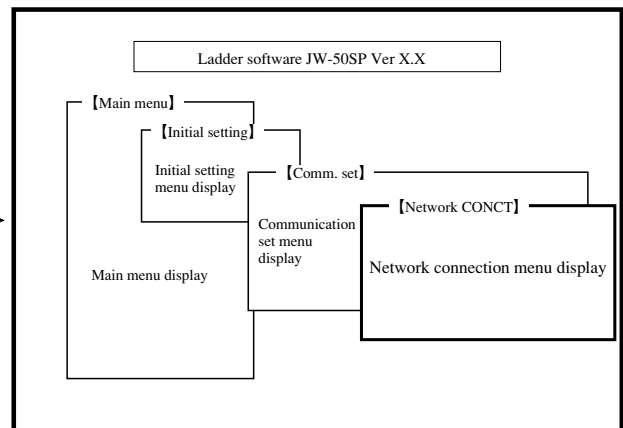 Ladder software JW-50SP Ver X.X
【Main menu】
【Initial setting】
Initial setting
menu display
【Comm. set】
Communication
set menu
display
【Network CONCT】
Network connection menu display
Main menu display